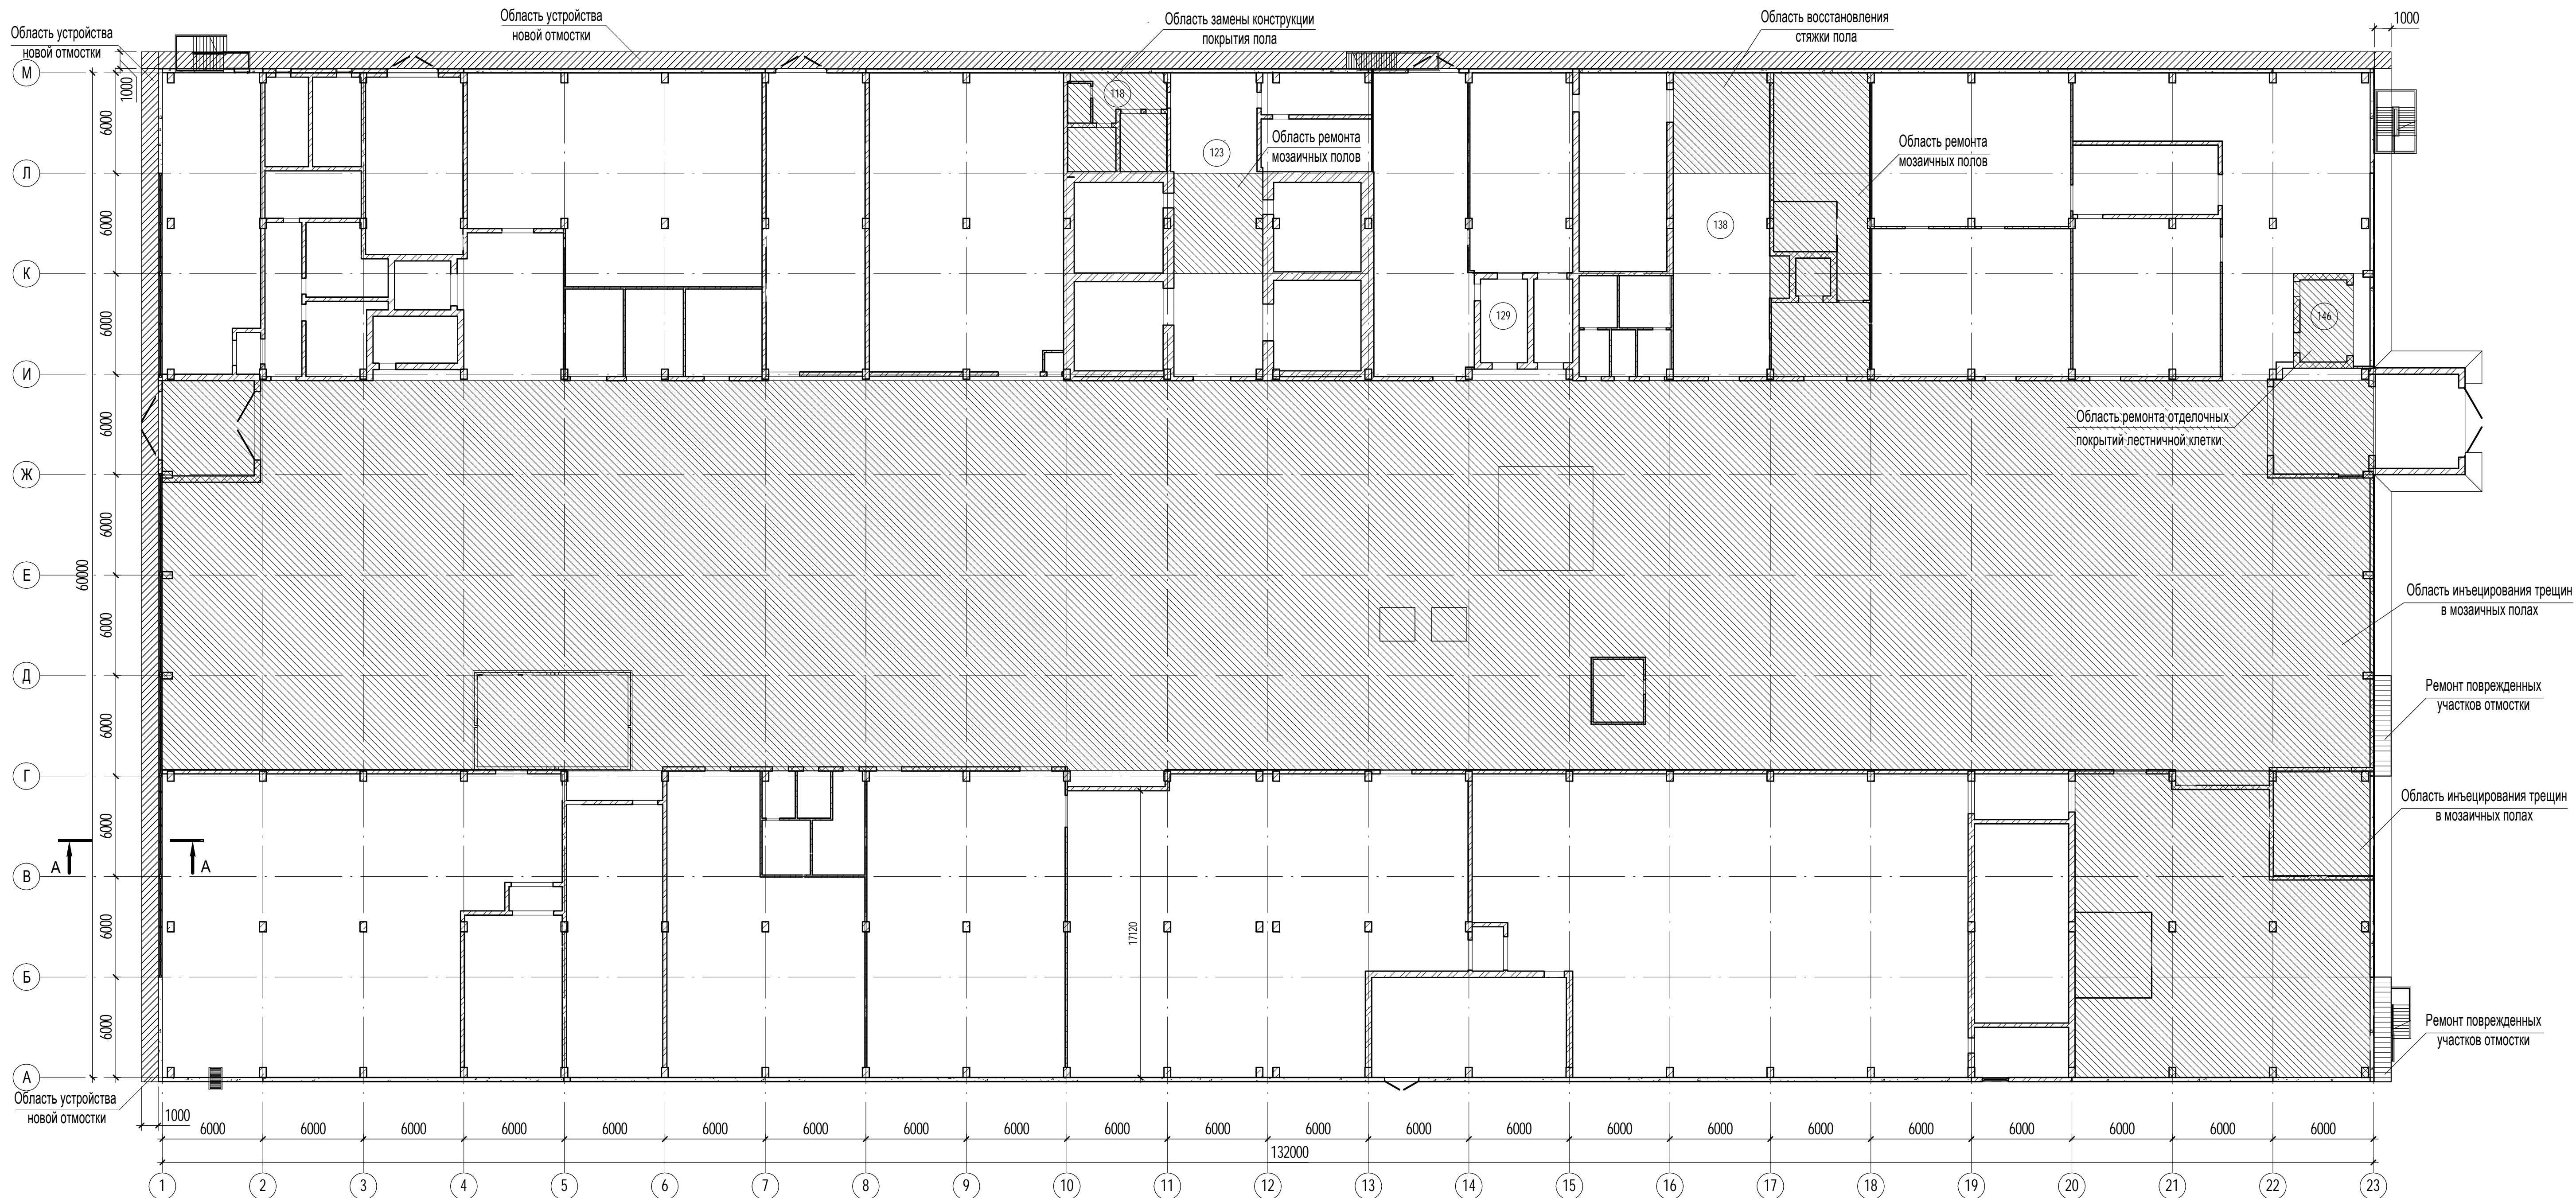 Область устройства
новой отмостки
Область устройства
новой отмостки
Область замены конструкции
покрытия пола
Область восстановления
стяжки пола
1000
М
1000
118
6000
123
Область ремонта
мозаичных полов
Область ремонта
мозаичных полов
Л
6000
138
К
6000
129
146
И
6000
Область ремонта отделочных
покрытий лестничной клетки
Ж
6000
Е
60000
6000
Область инъецирования трещин
в мозаичных полах
Д
6000
Ремонт поврежденных
участков отмостки
Г
6000
Область инъецирования трещин
в мозаичных полах
А
А
В
6000
17120
Б
6000
Ремонт поврежденных
участков отмостки
А
Область устройства
новой отмостки
1000
6000 6000 6000 6000 6000 6000 6000 6000 6000 6000 6000 6000 6000 6000 6000 6000 6000 6000 6000 6000 6000 6000
132000
1 2 3 4 5 6 7 8 9 10 11 12 13 14 15 16 17 18 19 20 21 22 23